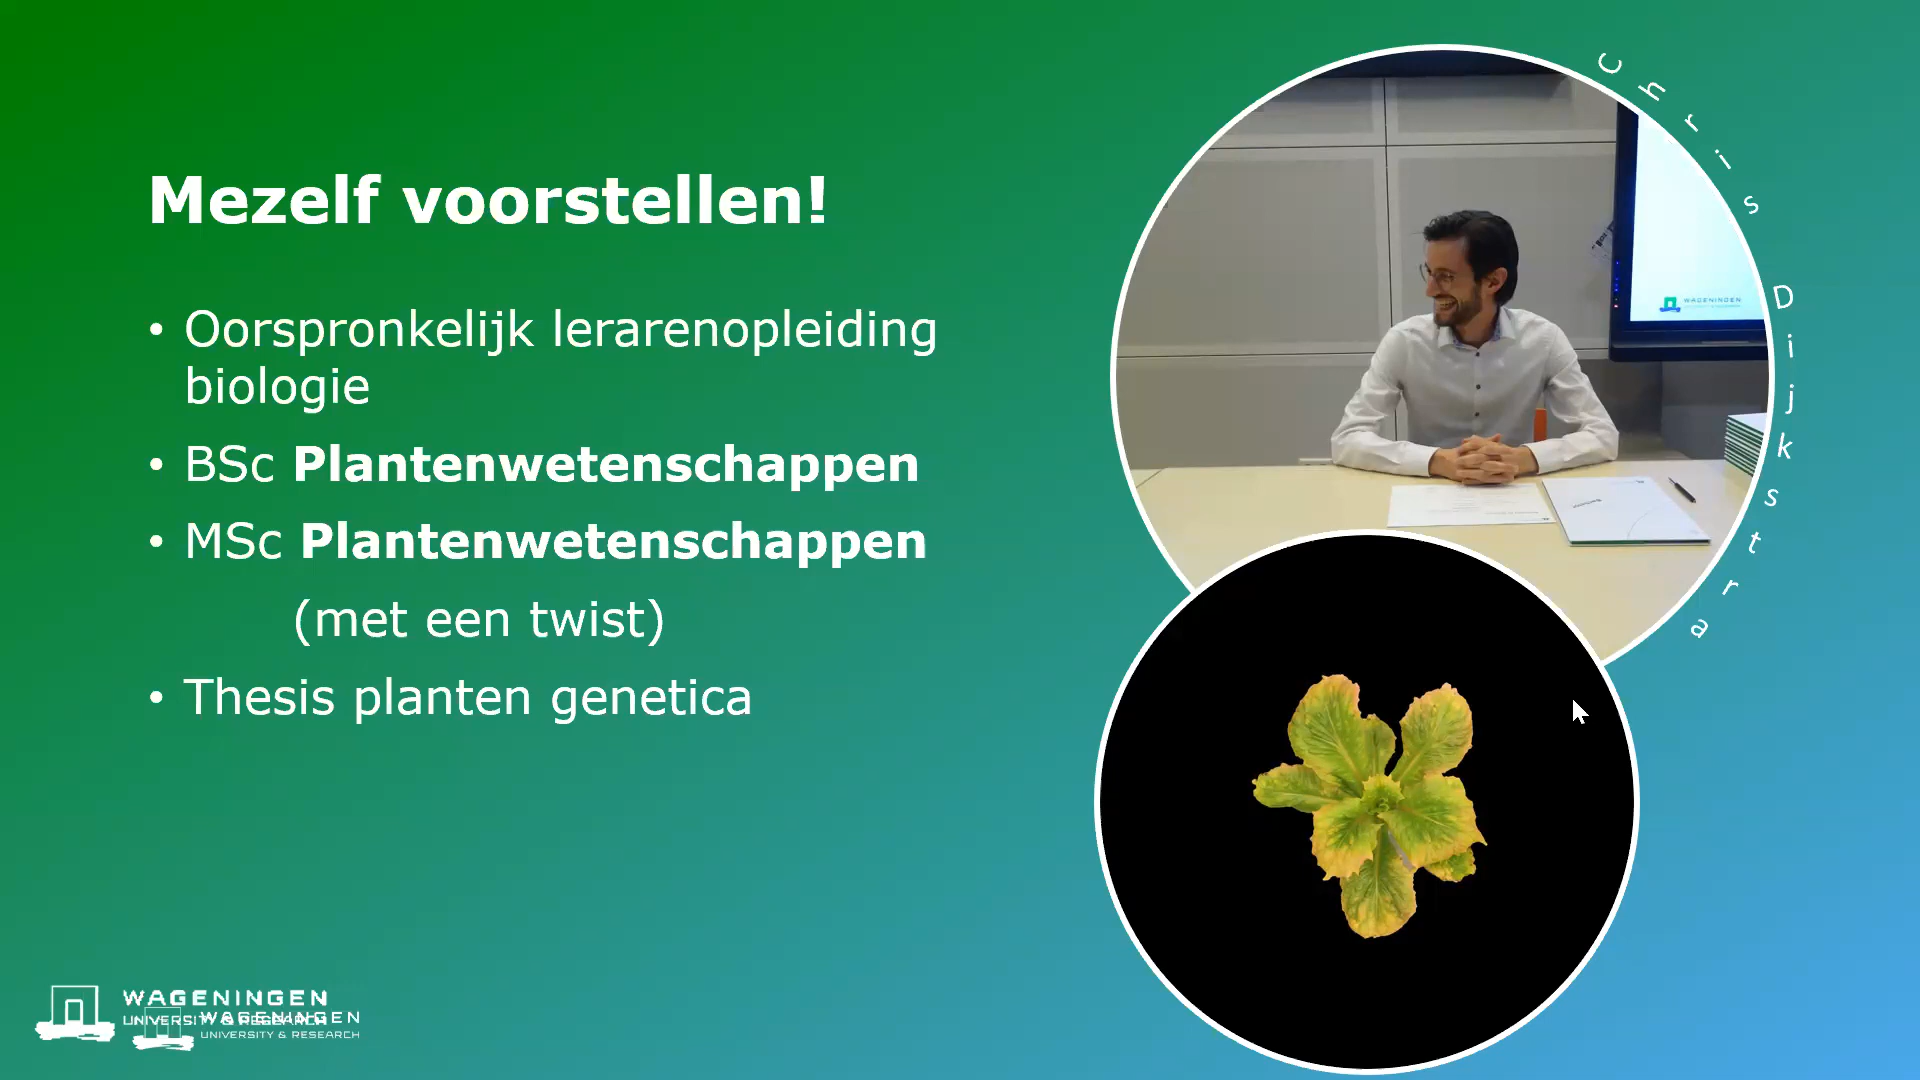 Mezelf voorstellen!
• Oorspronkelijk lerarenopleiding
biologie
• BSc Plantenwetenschappen
• MSc Plantenwetenschappen
(met een twist)
• Thesis planten genetica
Chris Dijkstra
WAGENINGEN
WAGENINGEN
UNIVERSITY & RESEARCH
WAGENINGEN
UNIVERSITY & RESEARCH